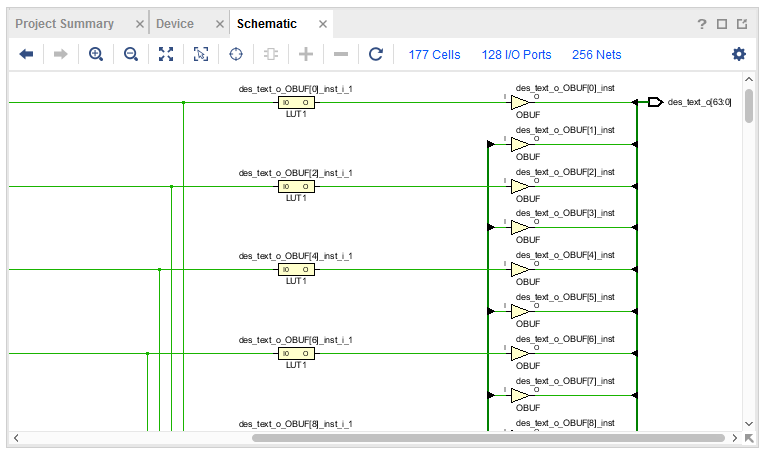 Project Summary × Device × Schematic × ?
177 Cells 128 I/O Ports 256 Nets
des_text_o_OBUF[0]_inst_i_1 des_text_o_OBUF[0]_inst
I0 O I O des_text_o[63:0]
LUT1 OBUF
des_text_o_OBUF[1]_inst
I O
OBUF
des_text_o_OBUF[2]_inst_i_1 des_text_o_OBUF[2]_inst
I0 O I O
LUT1 OBUF
des_text_o_OBUF[3]_inst
I O
OBUF
des_text_o_OBUF[4]_inst_i_1 des_text_o_OBUF[4]_inst
I0 O I O
LUT1 OBUF
des_text_o_OBUF[5]_inst
I O
OBUF
des_text_o_OBUF[6]_inst_i_1 des_text_o_OBUF[6]_inst
I0 O I O
LUT1 OBUF
des_text_o_OBUF[7]_inst
I O
OBUF
des_text_o_OBUF[8]_inst_i_1 des_text_o_OBUF[8]_inst